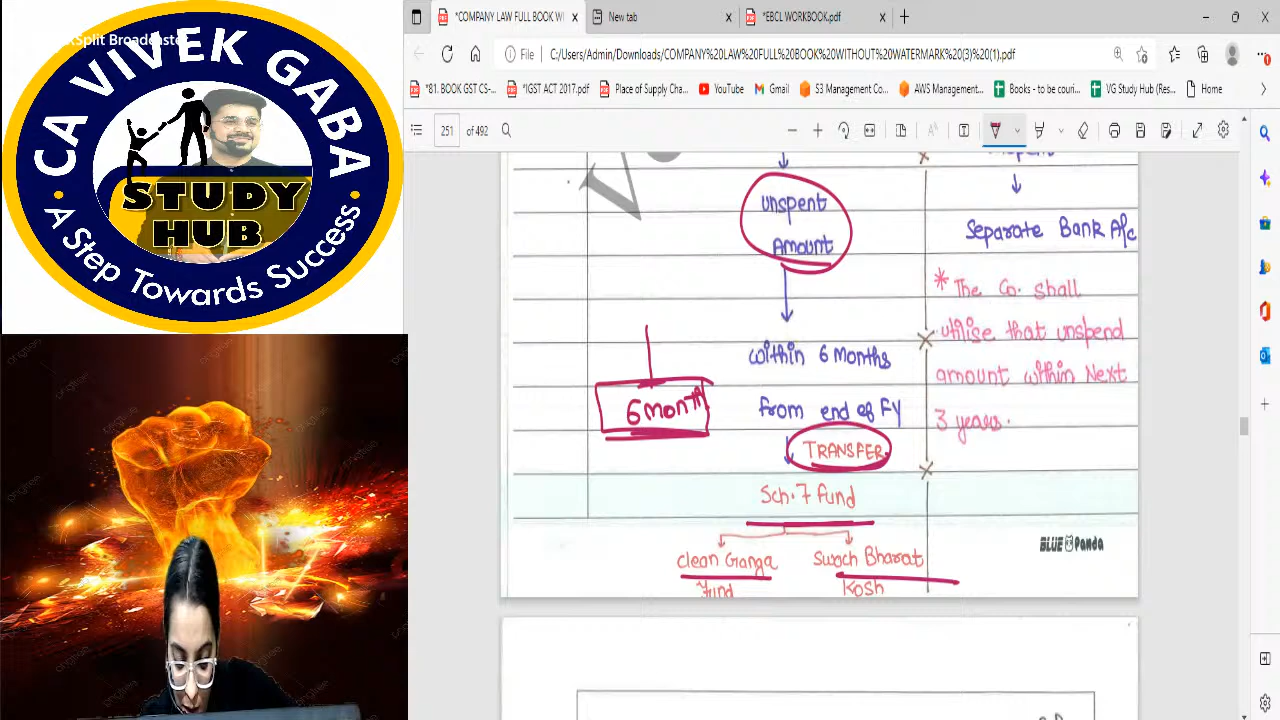 xSplit Broadcaster
CA VIVEK GABA
STUDY
HUB
A Step Towards Success
*COMPANY LAW FULL BOOK (WI
New tab
*EBCL WORKBOOK.pdf
File
C:/Users/Admin/Downloads/COMPANY%20LAW%20FULL%20BOOK%20WITHOUT%20WATERMARK%20(3)%20(1).pdf
*81. BOOK GST CS-...
*IGST ACT 2017.pdf
Place of Supply Cha...
YouTube
Gmail
S3 Management Co...
AWS Management...
Books - to be couri...
VC Study Hub (Res...
Home
251 of 492
unspent
Amount
within 6 Months
from end of FY
TRANSFER
Sch. 7 fund
clean Ganga
Fund
Swach Bharat
Kosh
6 month
Separate Bank A/c
* The Co. shall
utilise that unspend
amount within Next
3 years.
BLUE Panda